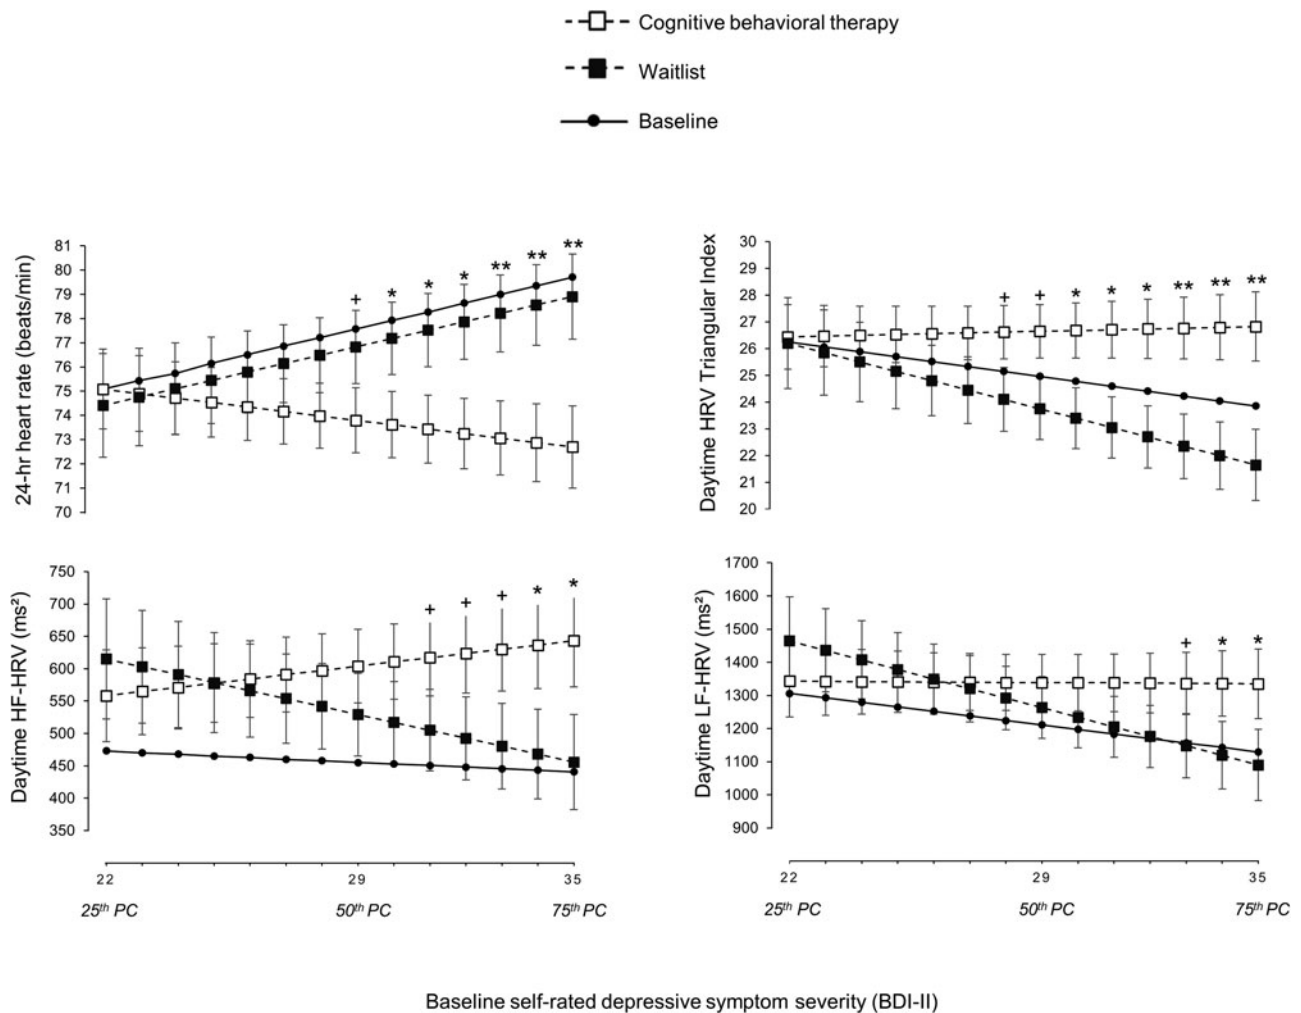 Cognitive behavioral therapy
Waitlist
Baseline
24-hr heart rate (beats/min)
81
80
79
78
77
76
75
74
73
72
71
70
+ * * * ** ** **
Daytime HRV Triangular Index
30
29
28
27
26
25
24
23
22
21
20
+ + * * * ** ** **
Daytime HF-HRV (ms²)
750
700
650
600
550
500
450
400
350
+ + + * *
22 29 35
25th PC 50th PC 75th PC
Daytime LF-HRV (ms²)
1700
1600
1500
1400
1300
1200
1100
1000
900
+ * *
22 29 35
25th PC 50th PC 75th PC
Baseline self-rated depressive symptom severity (BDI-II)